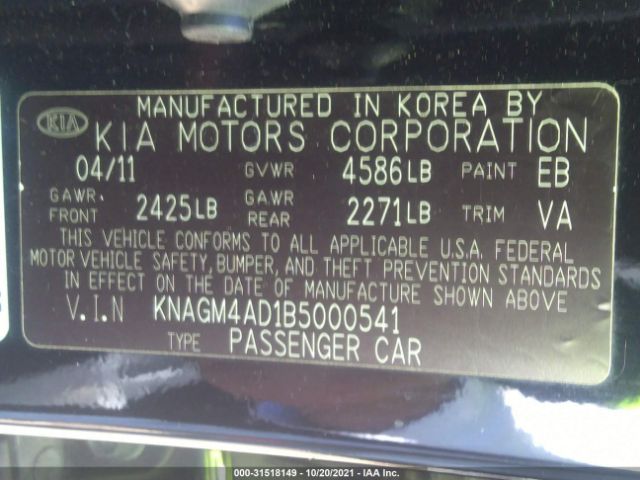 MANUFACTURED IN KOREA BY
KIA KIA MOTORS CORPORATION
04/11 GVWR 4586LB PAINT EB
GAWR. FRONT 2425LB GA.WR REAR 2271LB TRIM VA
THIS VEHICLE CONFORMS TO ALL APPLICABLE U.S.A. FEDERAL
MOTOR VEHICLE SAFETY, BUMPER, AND THEFT PREVENTION STANDARDS
IN EFFECT ON THE DATE OF MANUFACTURE SHOWN ABOVE
V.I.N KNAGM4AD1B5000541
TYPE PASSENGER CAR
000-31518149 - 10/20/2021 - IAA Inc.